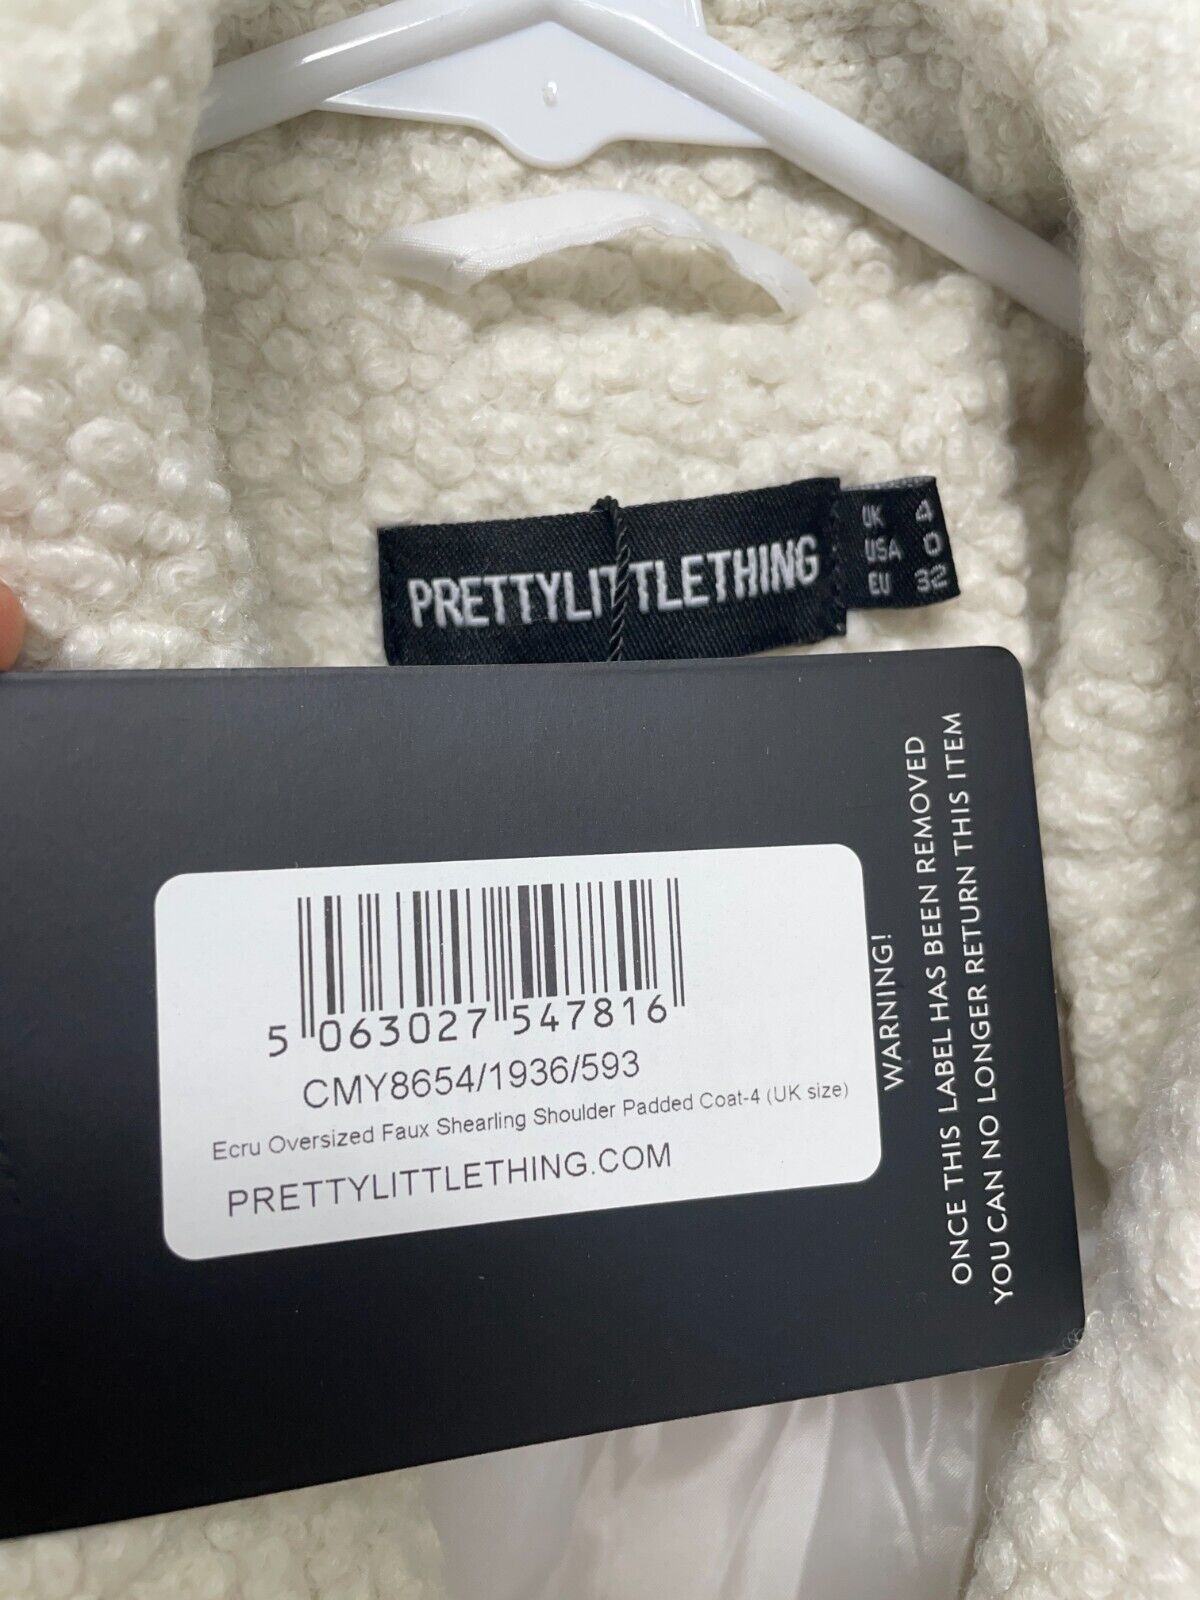 PRETTYLITTLETHING
UK 4
USA 0
EU 32
5 063027 547816
CMY8654/1936/593
Ecru Oversized Faux Shearling Shoulder Padded Coat-4 (UK size)
PRETTYLITTLETHING.COM
WARNING!
ONCE THIS LABEL HAS BEEN REMOVED
YOU CAN NO LONGER RETURN THIS ITEM